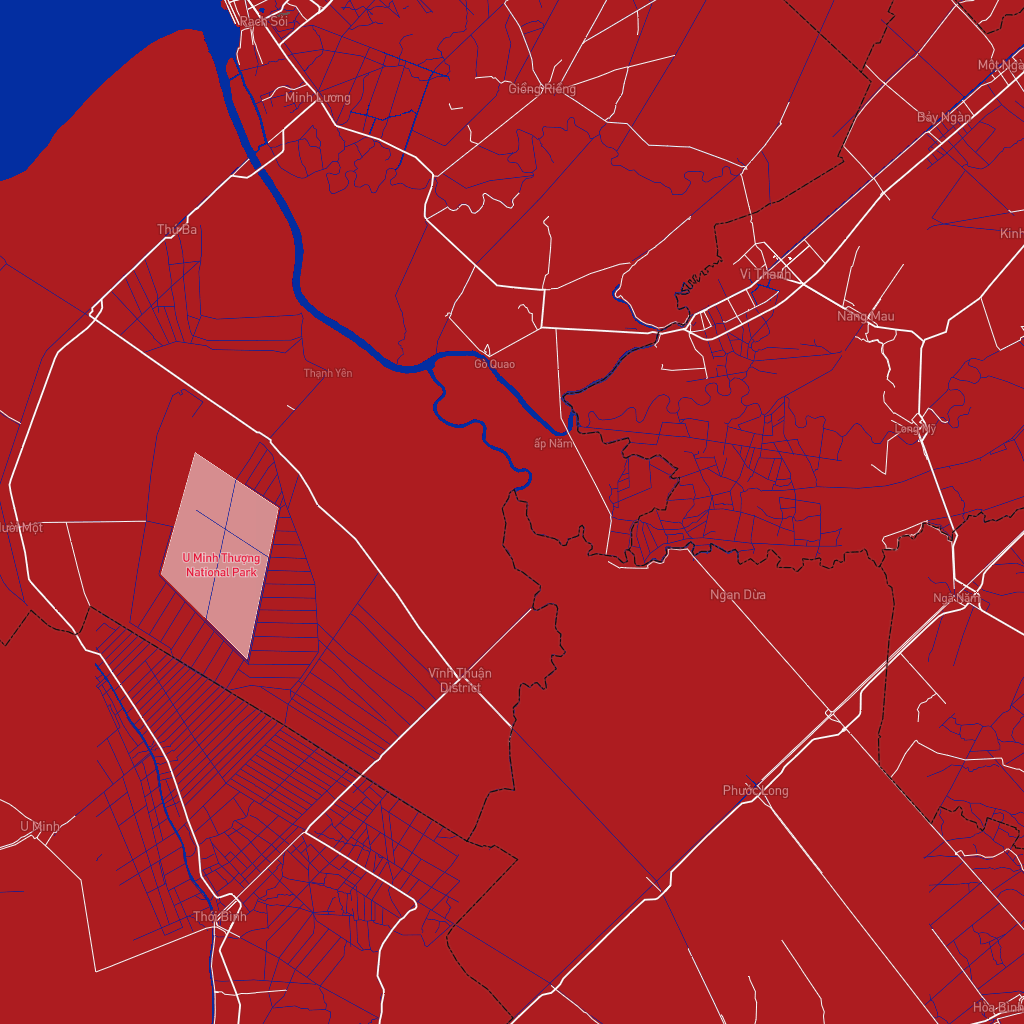 Rạch Sỏi
Minh Lương
Giồng Riềng
Một Ngà
Bảy Ngàn
Thứ Ba
Kinh
Vị Thanh
Nàng Mau
Gò Quao
Thạnh Yên
Long Mỹ
ấp Năm
Mười Một
U Minh Thượng
National Park
Ngan Dừa
Ngã Năm
Vĩnh Thuận
District
Phước Long
U Minh
Thới Bình
Hòa Bình